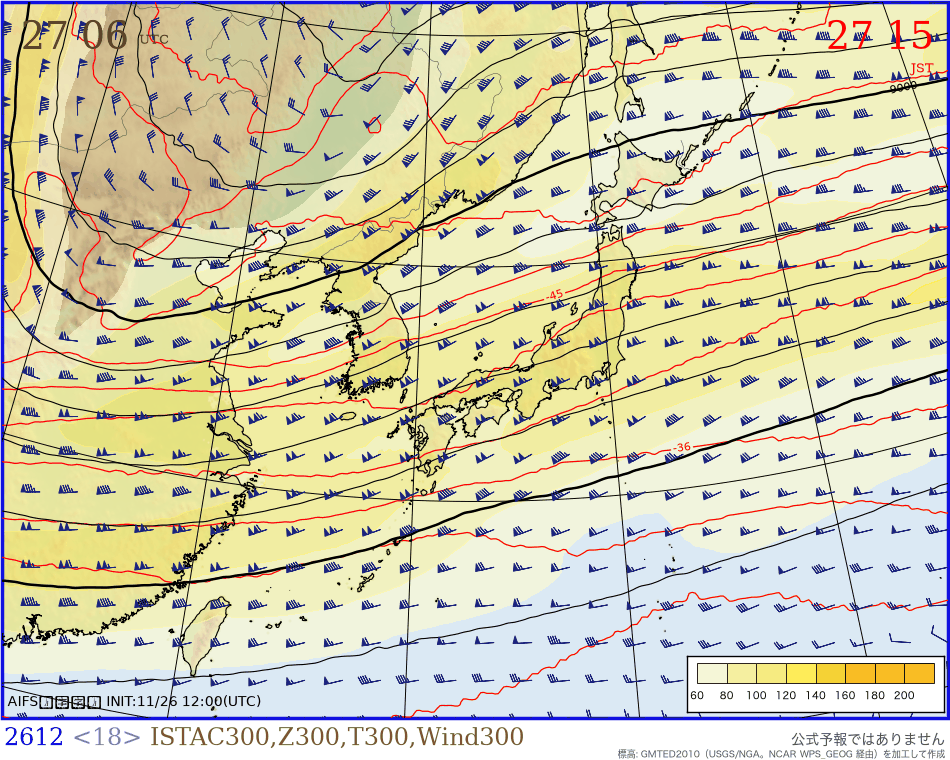 27 06 UTC
27 15
JST
9000
-45
-36
60 80 100 120 140 160 180 200
AIFS INIT:11/26 12:00(UTC)
2612 <18> ISTAC300,Z300,T300,Wind300
公式予報ではありません
標高: GMTED2010（USGS/NGA。NCAR WPS_GEOG 経由）を加工して作成